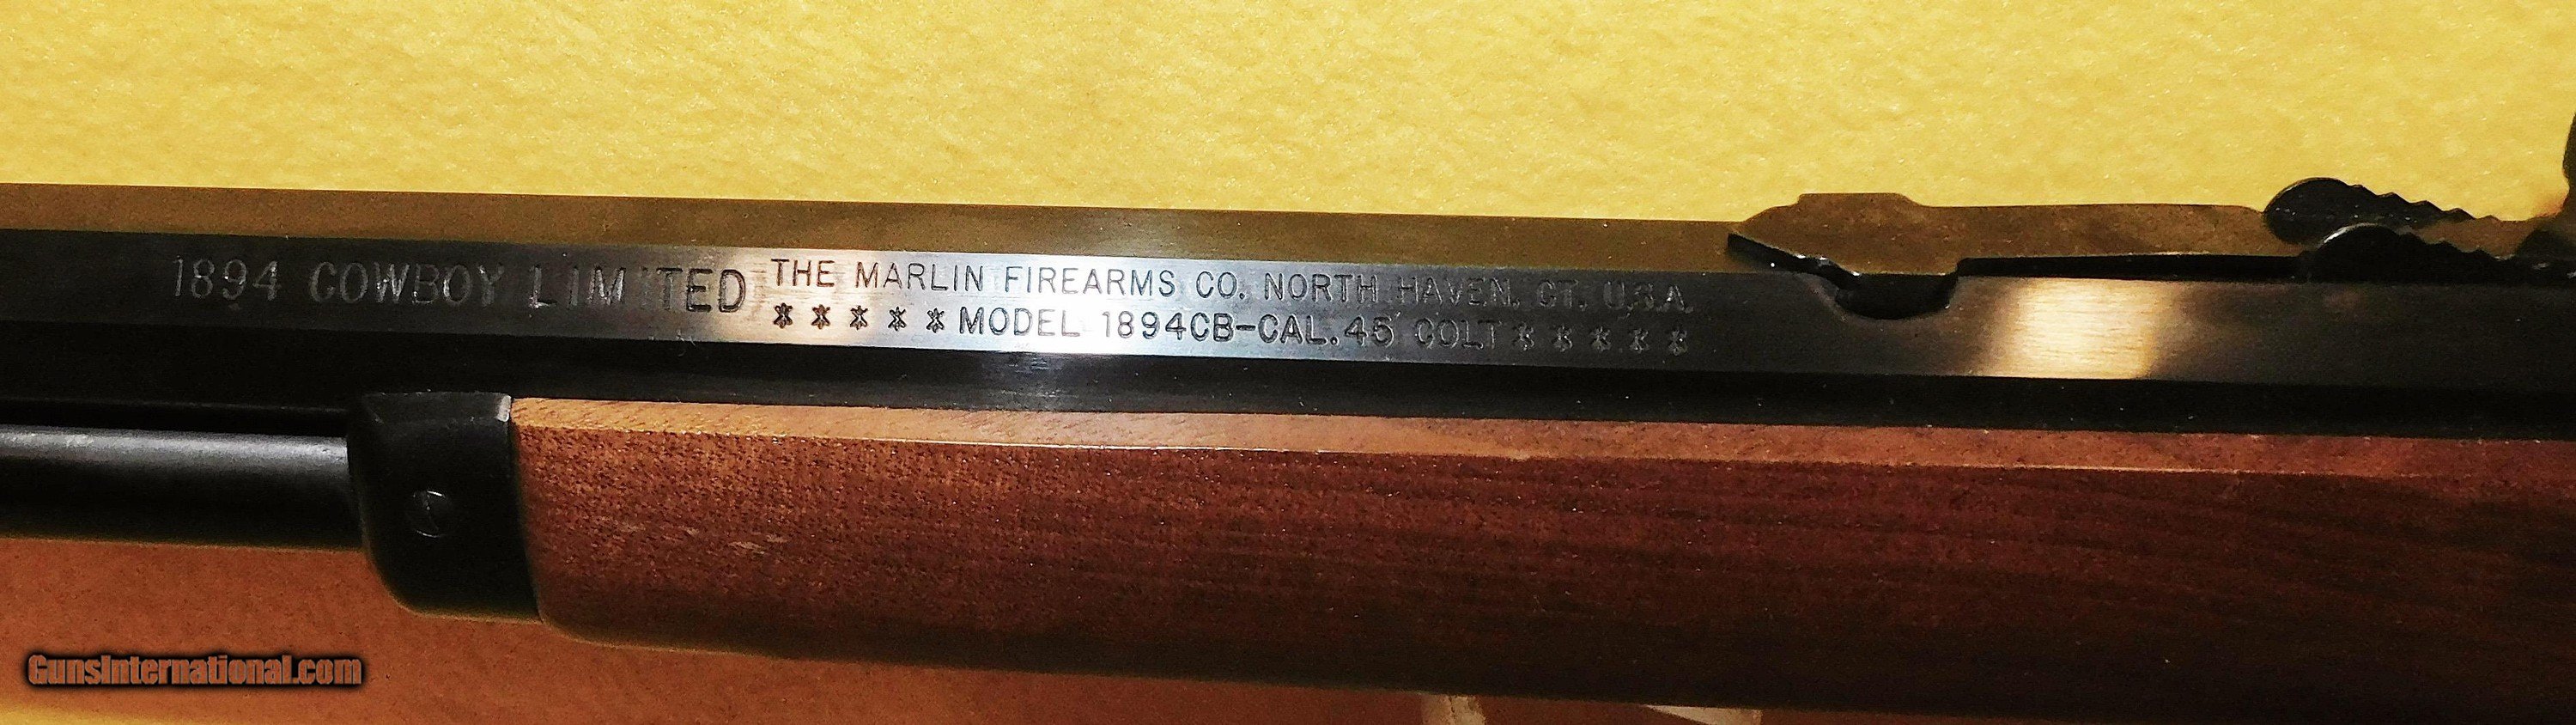 1894 COWBOY LIMITED
THE MARLIN FIREARMS CO. NORTH HAVEN. CT. U.S.A.
*****MODEL 1894CB-CAL.45 COLT*****
GunsInternational.com